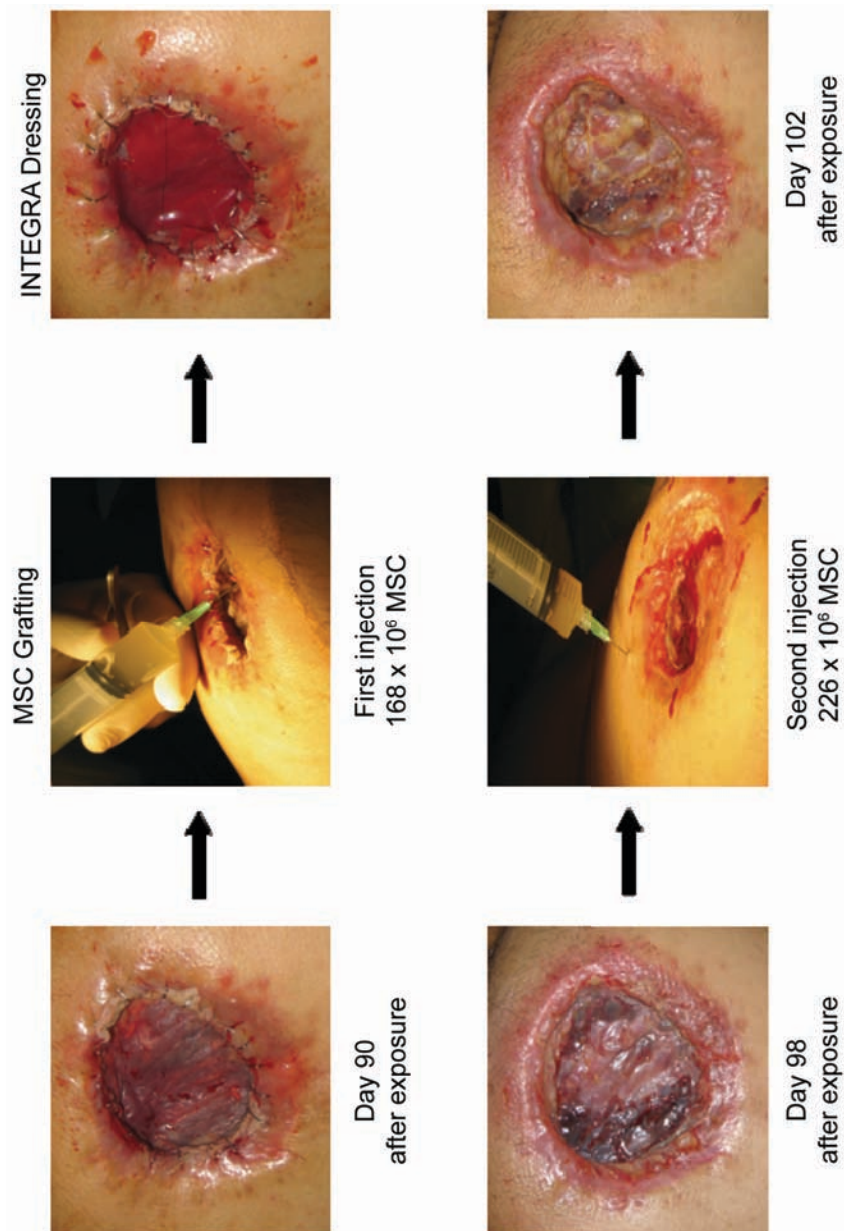 MSC Grafting
INTEGRA Dressing
Day 90
after exposure
First injection
168 x 10⁶ MSC
Day 98
after exposure
Second injection
226 x 10⁶ MSC
Day 102
after exposure